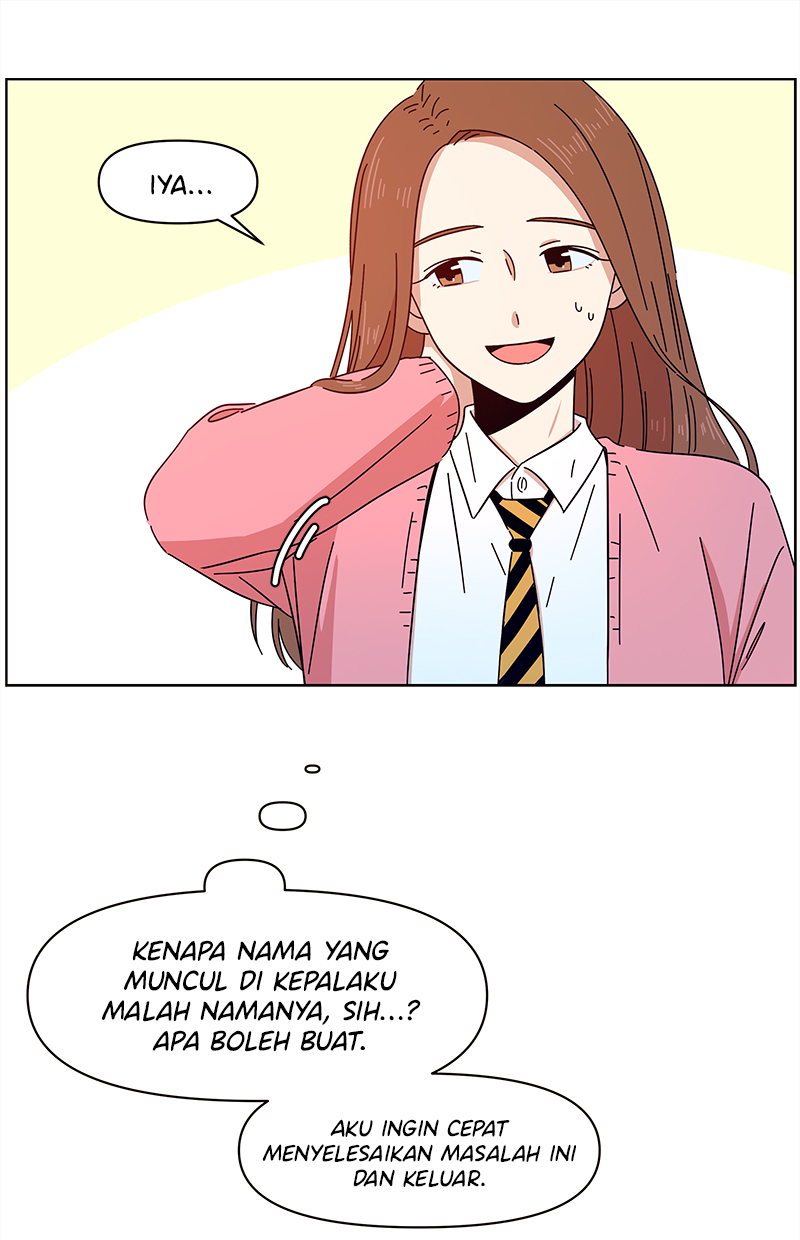 IYA...
KENAPA NAMA YANG
MUNCUL DI KEPALAKU
MALAH NAMANYA, SIH...?
APA BOLEH BUAT.
AKU INGIN CEPAT
MENYELESAIKAN MASALAH INI
DAN KELUAR.